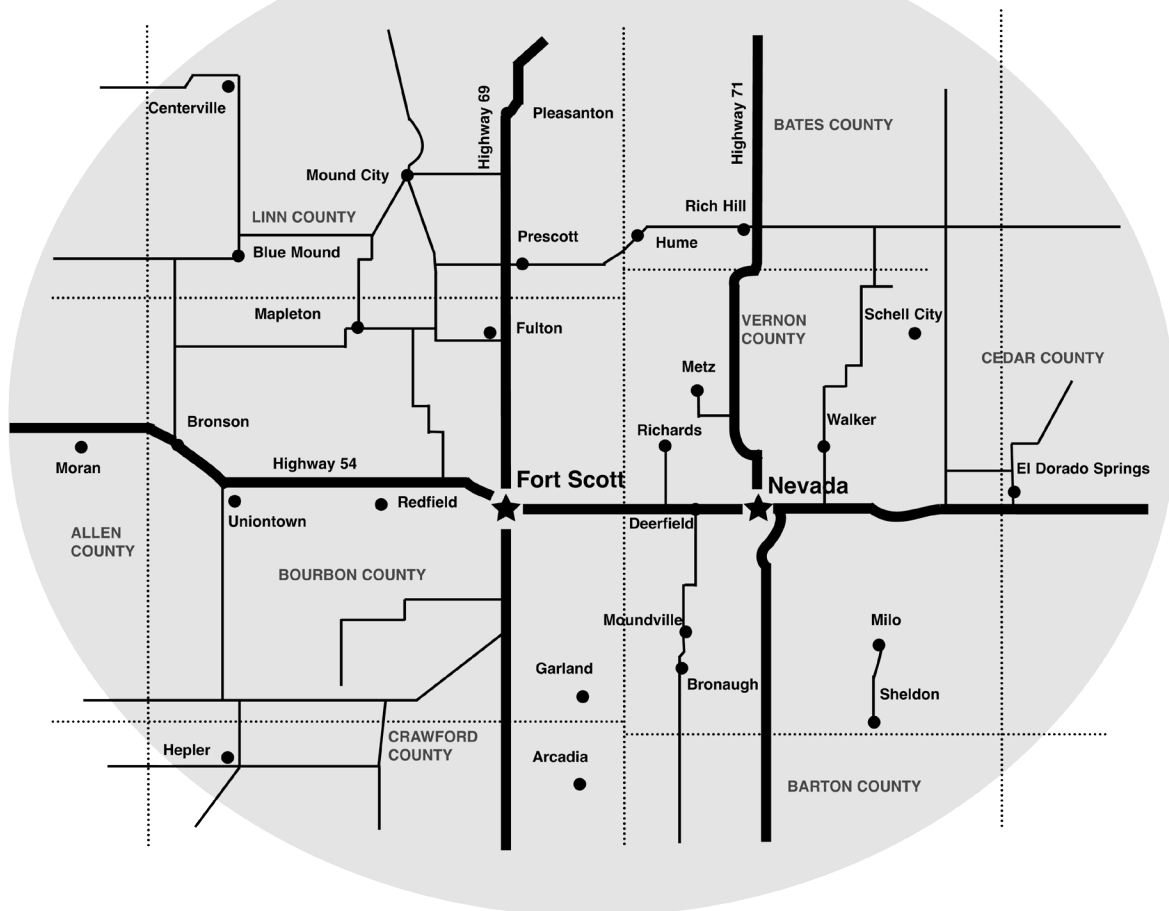 Centerville
Highway 69
Pleasanton
Highway 71
BATES COUNTY
Mound City
LINN COUNTY
Rich Hill
Blue Mound
Prescott
Hume
Mapleton
Fulton
VERNON
COUNTY
Schell City
CEDAR COUNTY
Metz
Bronson
Richards
Walker
Moran
Highway 54
Fort Scott
Nevada
El Dorado Springs
Redfield
Uniontown
Deerfield
ALLEN
COUNTY
BOURBON COUNTY
Moundville
Milo
Garland
Bronaugh
Sheldon
Hepler
CRAWFORD
COUNTY
Arcadia
BARTON COUNTY